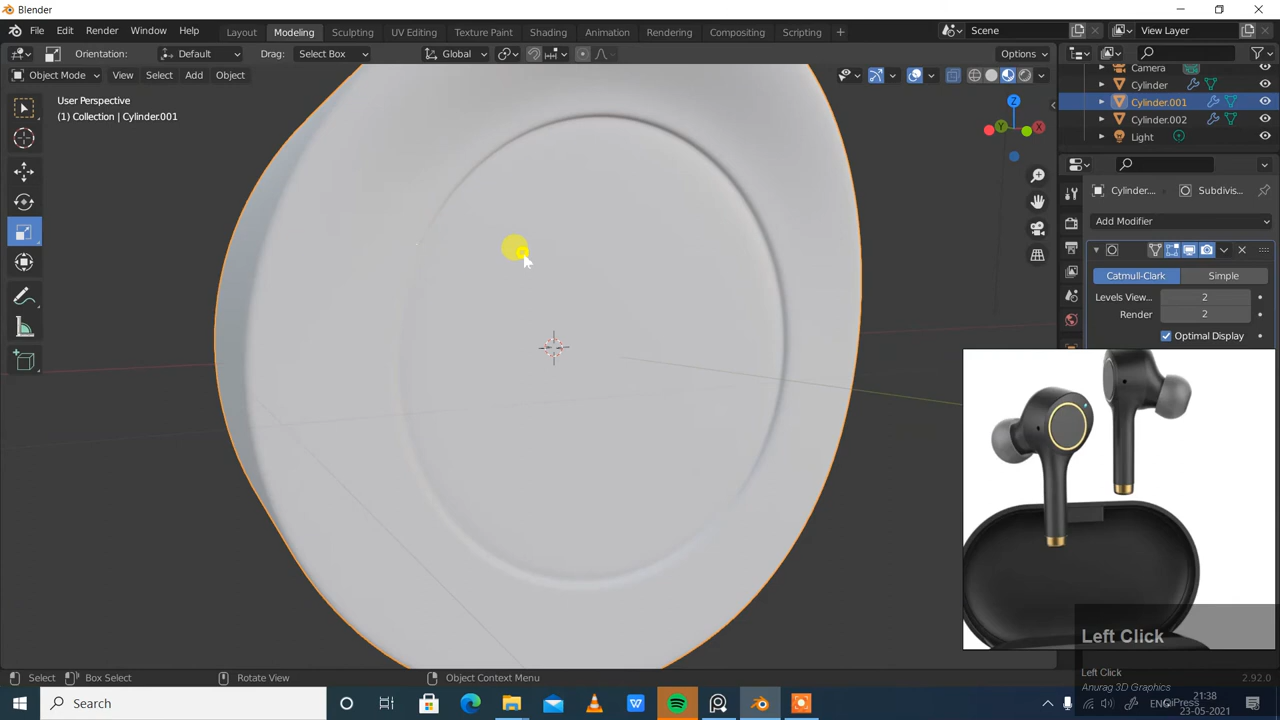 Blender
File Edit Render Window Help
Layout Modeling Sculpting UV Editing Texture Paint Shading Animation Rendering Compositing Scripting
Scene View Layer
Orientation: Default Drag: Select Box Global Options
Object Mode View Select Add Object
User Perspective
(1) Collection | Cylinder.001
Z
Y X
Camera
Cylinder
Cylinder.001
Cylinder.002
Light
Cylinder.... Subdivis...
Add Modifier
Catmull-Clark Simple
Levels View... 2
Render 2
Optimal Display
Left Click
Left Click
Anurag 3D Graphics
Select Box Select Rotate View Object Context Menu 2.92.0
Search
21:38
23-05-2021
QiPress